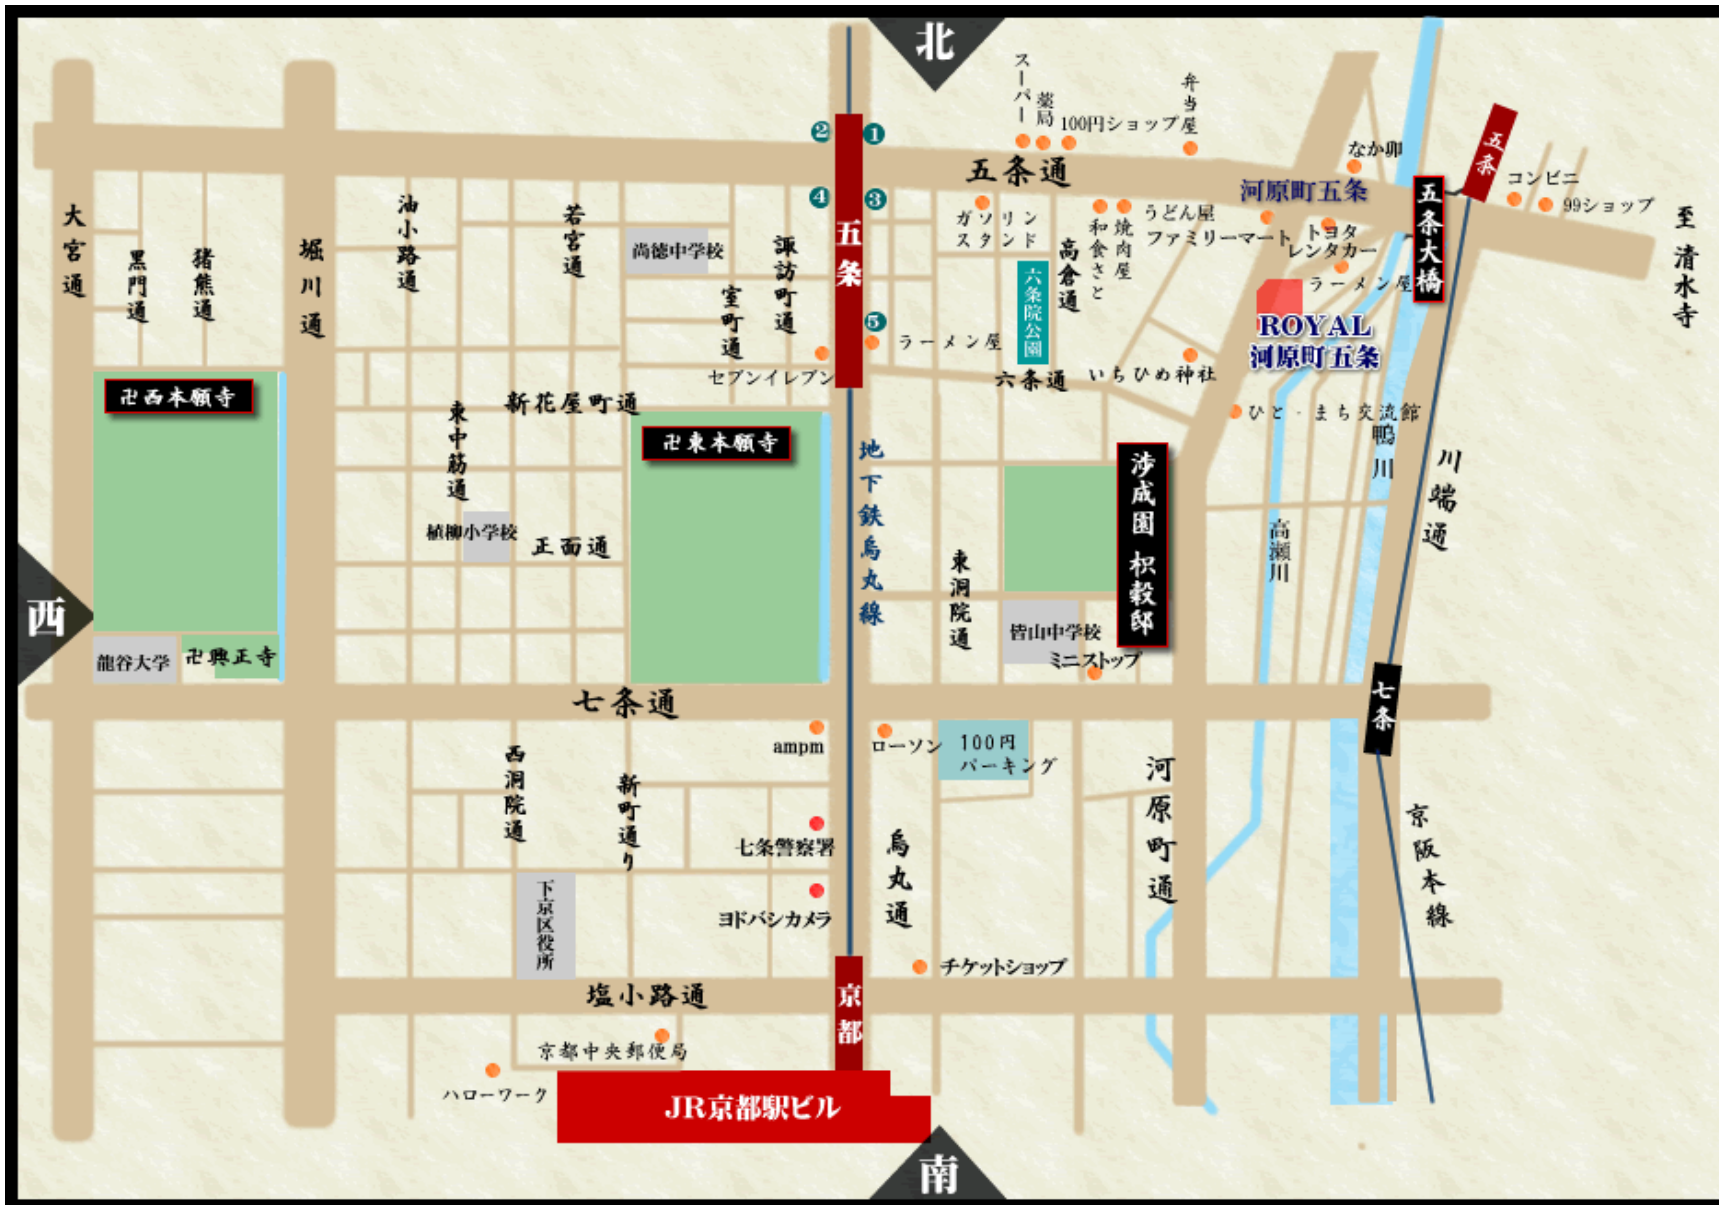 北
スーパー
薬局
100円ショップ
弁当屋
なか卯
五条
コンビニ
99ショップ
至 清水寺
❷
❶
❹
❸
❺
五条通
河原町五条
五条大橋
大宮通
黒門通
猪熊通
堀川通
油小路通
若宮通
尚徳中学校
諏訪町通
室町通
五条
ガソリン
スタンド
高倉通
和食さと
焼肉屋
うどん屋
ファミリーマート
トヨタ
レンタカー
ラーメン屋
六条院公園
ROYAL
河原町五条
ラーメン屋
セブンイレブン
六条通
いちひめ神社
卍西本願寺
新花屋町通
東中筋通
卍東本願寺
地下鉄烏丸線
ひと・まち交流館
鴨川
川端通
渉成園 枳殻邸
植柳小学校
正面通
東洞院通
高瀬川
西
龍谷大学
卍興正寺
皆山中学校
ミニストップ
七条通
七条
ampm
ローソン
100円
パーキング
西洞院通
新町通り
河原町通
京阪本線
七条警察署
烏丸通
下京区役所
ヨドバシカメラ
チケットショップ
塩小路通
京都
京都中央郵便局
ハローワーク
JR京都駅ビル
南